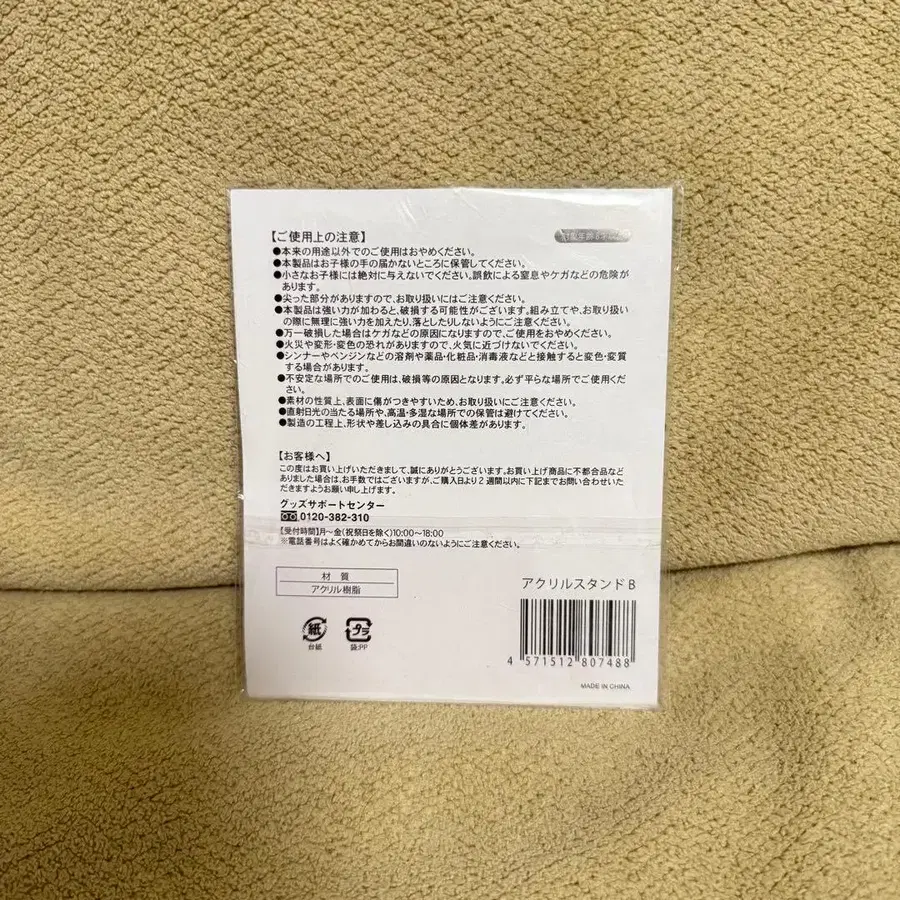 【ご使用上の注意】
●本来の用途以外でのご使用はおやめください。
●本製品はお子様の手の届かないところに保管してください。
●小さなお子様には絶対に与えないでください。誤飲による窒息やケガなどの危険が
あります。
●尖った部分がありますので、お取り扱いにはご注意ください。
●本製品は強い力が加わると、破損する可能性がございます。組み立てや、お取り扱い
の際に無理に強い力を加えたり、落としたりしないようにご注意ください。
●万一破損した場合はケガなどの原因になりますので、ご使用をおやめください。
●火災や変形・変色の恐れがありますので、火気に近づけないでください。
●シンナーやベンジンなどの溶剤や薬品・化粧品・消毒液などと接触すると変色・変質
する場合があります。
●不安定な場所でのご使用は、破損等の原因となります。必ず平らな場所でご使用くだ
さい。
●素材の性質上、表面に傷がつきやすいため、お取り扱いにご注意ください。
●直射日光の当たる場所や、高温・多湿な場所での保管は避けてください。
●製造の工程上、形状や差し込みの具合に個体差があります。
【お客様へ】
この度はお買い上げいただきまして、誠にありがとうございます。お買い上げ商品に不都合品など
ありました場合は、お手数ではございますが、ご購入日より2週間以内に下記までお問い合わせいた
だきますようお願い申し上げます。
グッズサポートセンター
0120-382-310
【受付時間】月～金(祝祭日を除く)10:00～18:00
※電話番号はよく確かめてからお間違いのないようにご注意ください。
材 質
アクリル樹脂
アクリルスタンド B
紙
台紙
プラ
袋:PP
4 571512 807488
MADE IN CHINA